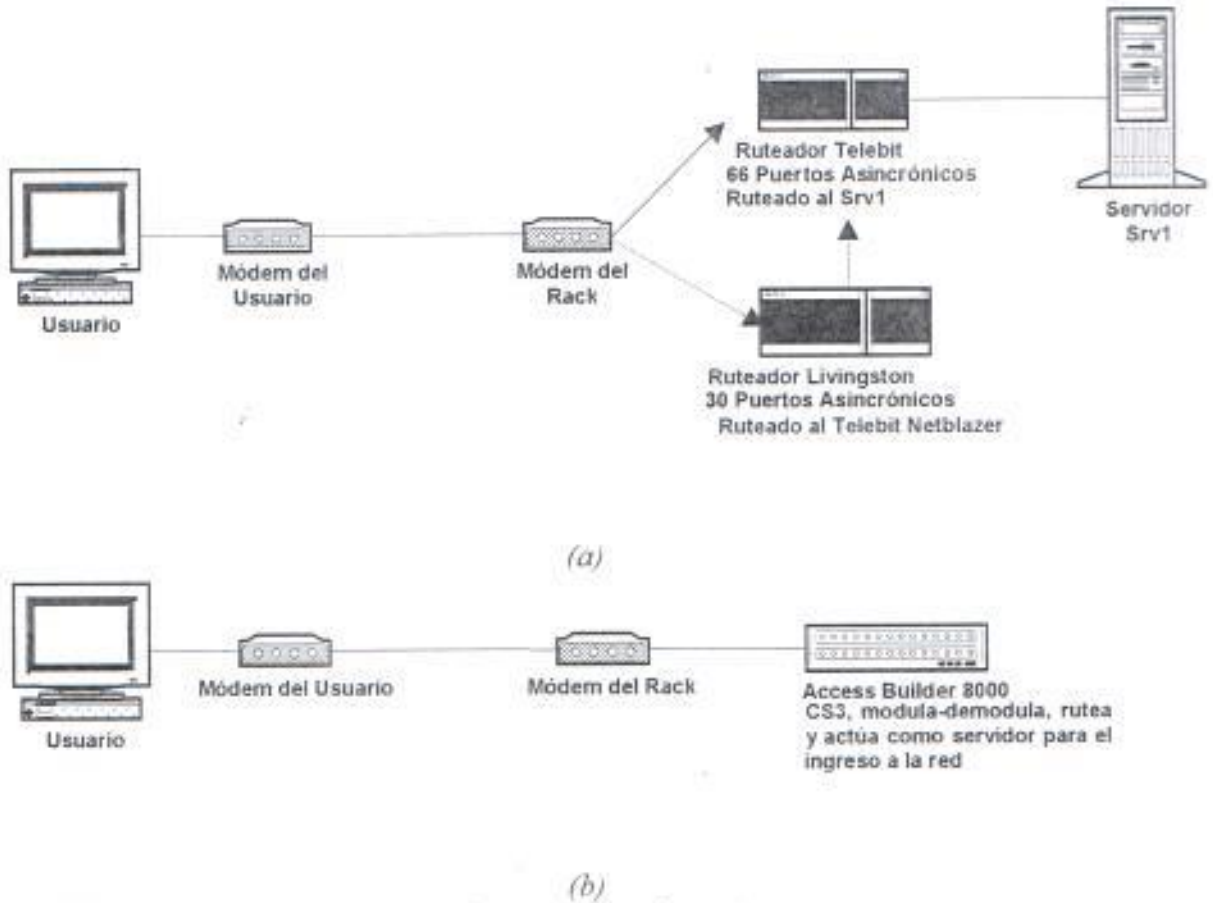 Ruteador Telebit
66 Puertos Asincrónicos
Ruteado al Srv1
Servidor
Srv1
Módem del
Usuario
Módem del
Rack
Usuario
Ruteador Livingston
30 Puertos Asincrónicos
Ruteado al Telebit Netblazer
(a)
Módem del Usuario
Módem del Rack
Access Builder 8000
CS3, modula-demodula, rutea
y actúa como servidor para el
ingreso a la red
Usuario
(b)